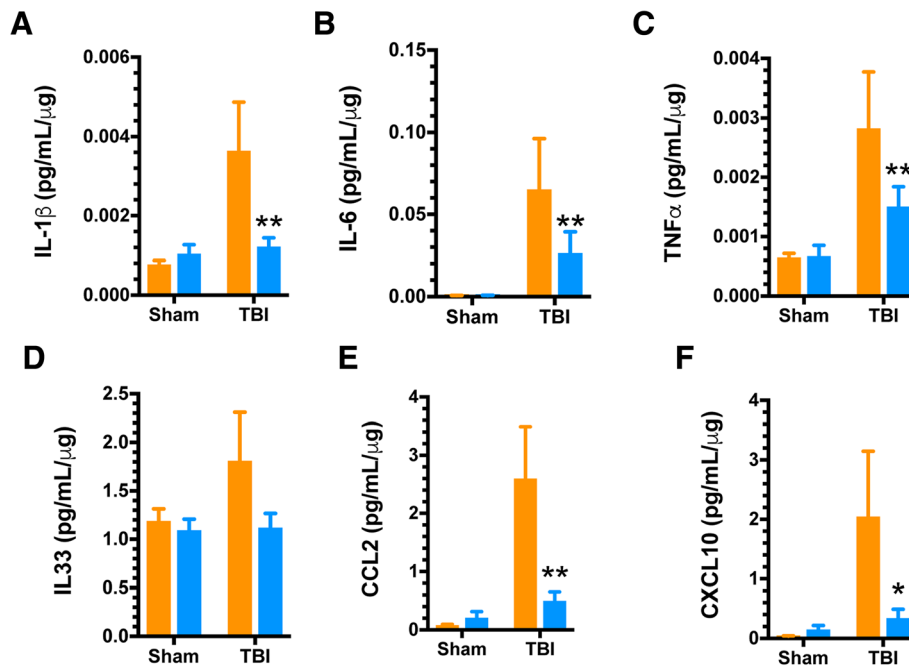 A
IL-1β (pg/mL/μg)
0.006
0.004
0.002
0.000
**
Sham TBI
B
IL-6 (pg/mL/μg)
0.15
0.10
0.05
0.00
**
Sham TBI
C
TNFα (pg/mL/μg)
0.004
0.003
0.002
0.001
0.000
**
Sham TBI
D
IL33 (pg/mL/μg)
2.5
2.0
1.5
1.0
0.5
0.0
Sham TBI
E
CCL2 (pg/mL/μg)
4
3
2
1
0
**
Sham TBI
F
CXCL10 (pg/mL/μg)
4
3
2
1
0
*
Sham TBI